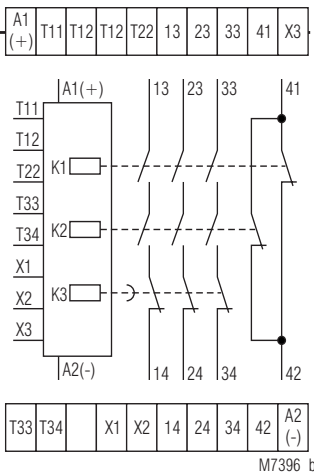 A1 (+) T11 T12 T12 T22 13 23 33 41 X3
A1(+) 13 23 33 41
T11
T12
T22 K1
T33
T34 K2
X1
X2 K3
X3
A2(-) 14 24 34 42
T33 T34 X1 X2 14 24 34 42 A2 (-)
M7396 b